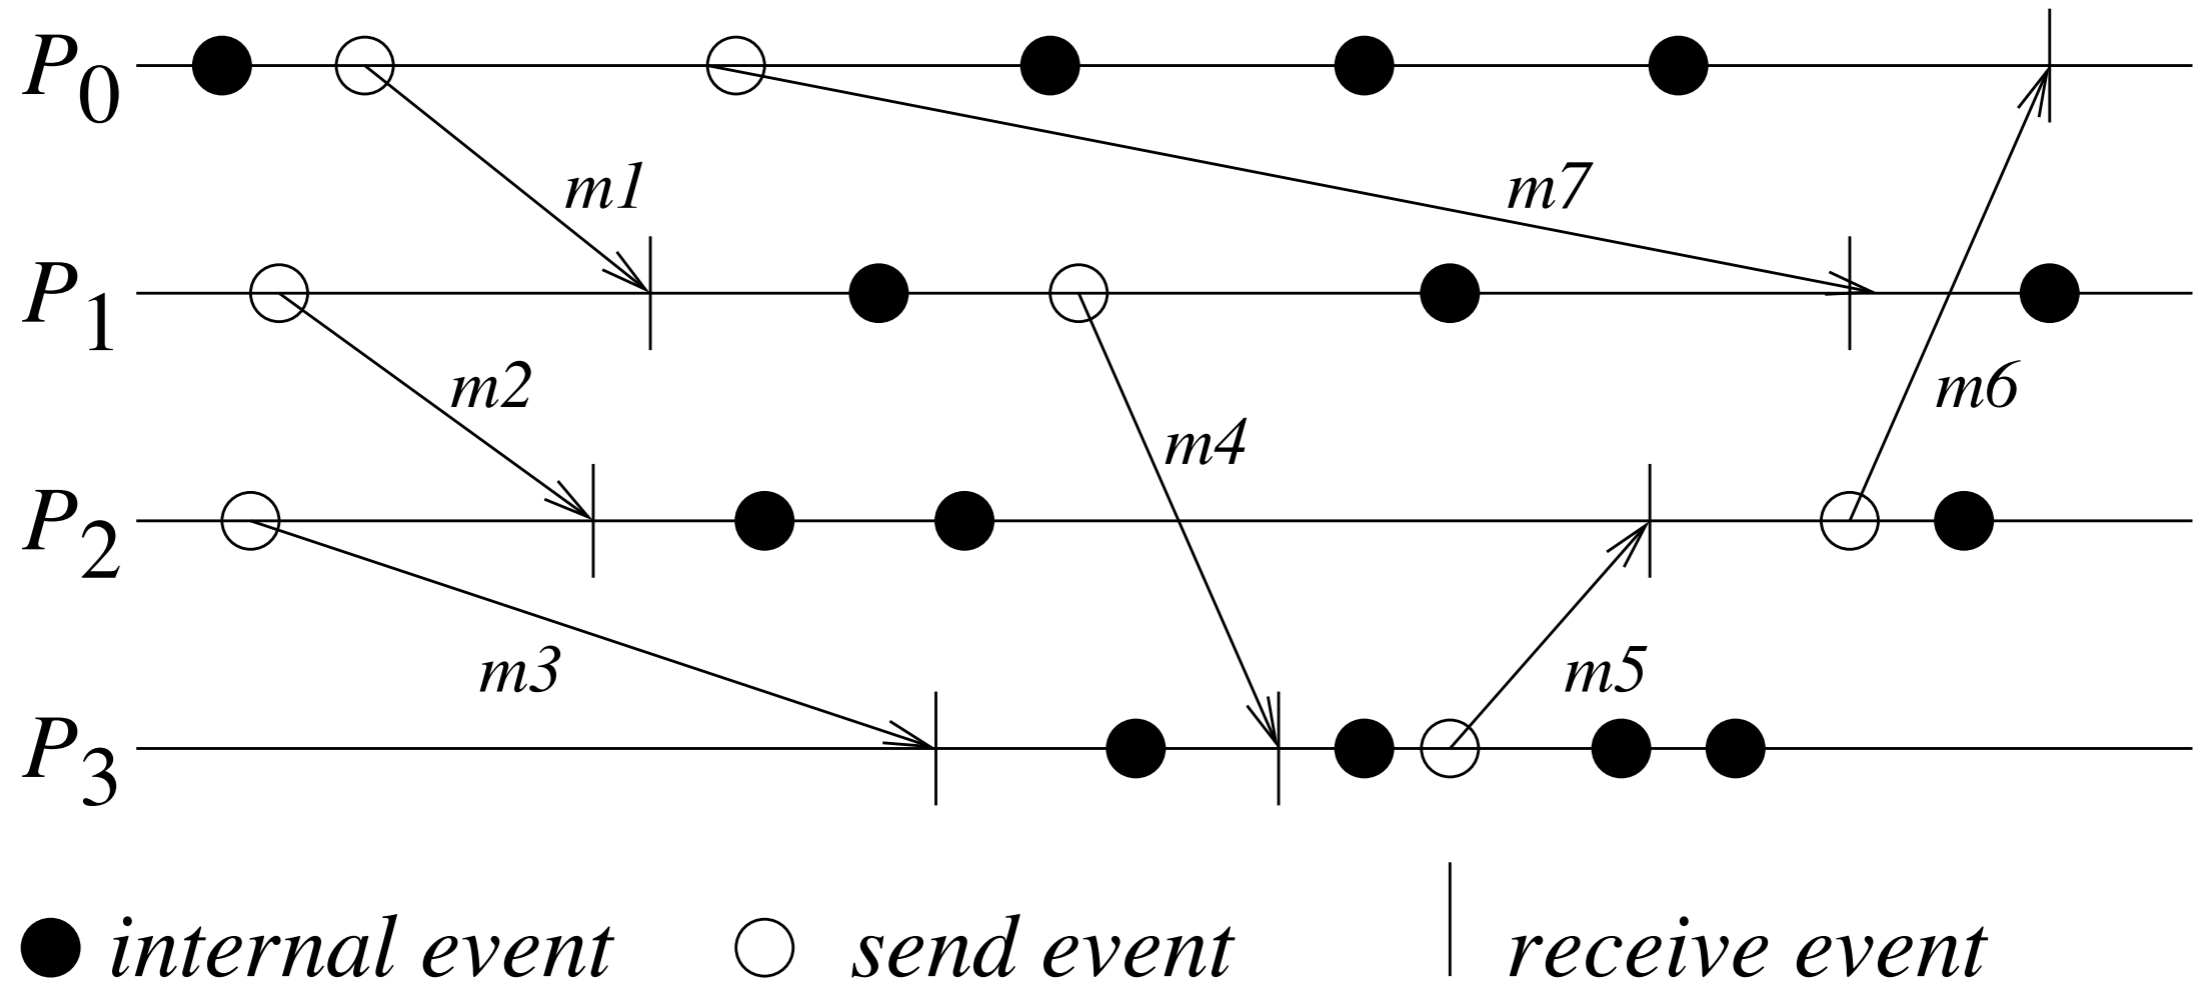 P0
m1
m7
P1
m2
m4
m6
P2
m3
m5
P3
internal event send event receive event